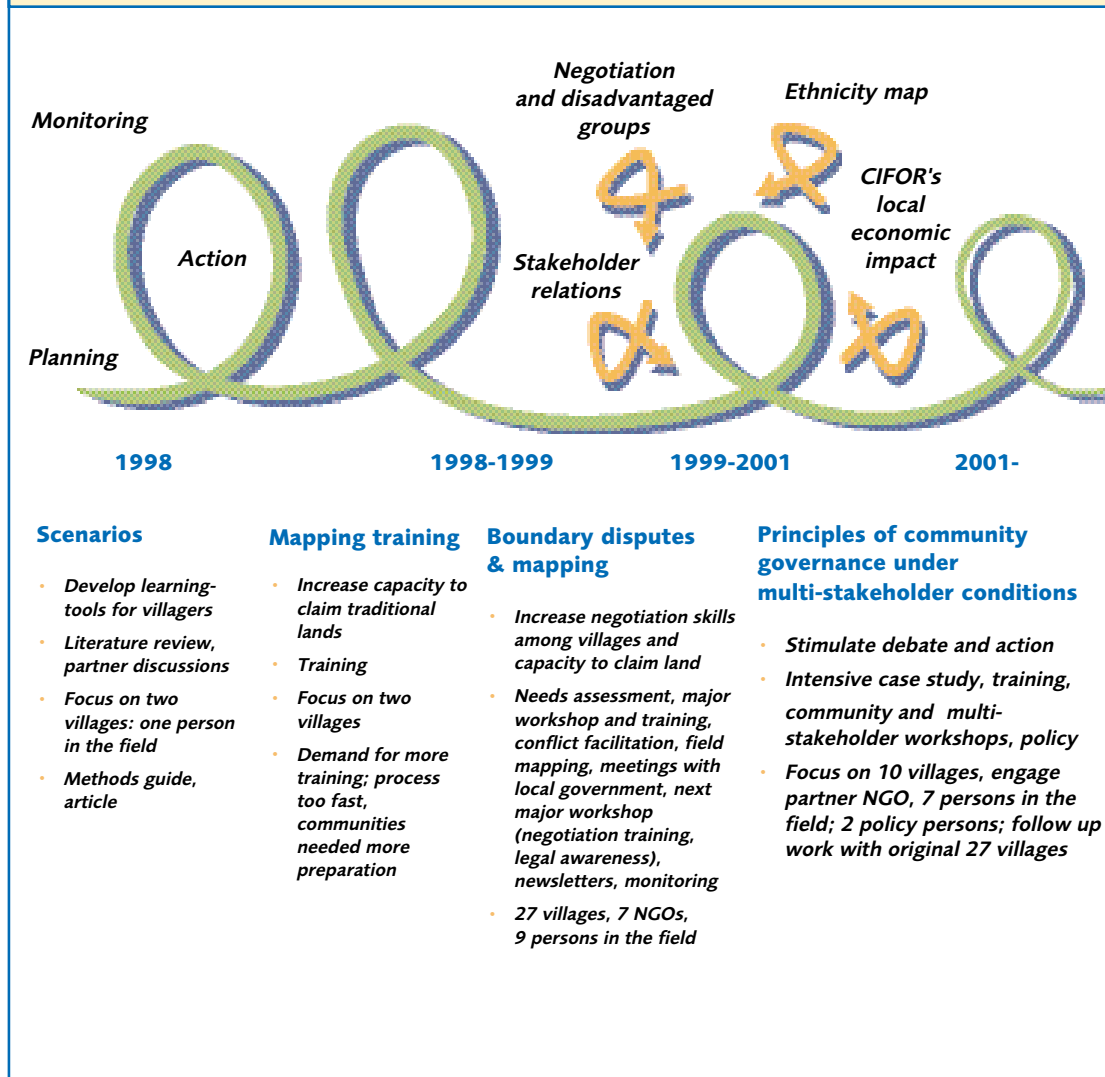 Negotiation
and disadvantaged
groups
Ethnicity map
Monitoring
CIFOR's
local
economic
impact
Action
Stakeholder
relations
Planning
1998
1998-1999
1999-2001
2001-
Scenarios
• Develop learning-
tools for villagers
• Literature review,
partner discussions
• Focus on two
villages: one person
in the field
• Methods guide,
article
Mapping training
• Increase capacity to
claim traditional
lands
• Training
• Focus on two
villages
• Demand for more
training; process
too fast,
communities
needed more
preparation
Boundary disputes
& mapping
• Increase negotiation skills
among villages and
capacity to claim land
• Needs assessment, major
workshop and training,
conflict facilitation, field
mapping, meetings with
local government, next
major workshop
(negotiation training,
legal awareness),
newsletters, monitoring
• 27 villages, 7 NGOs,
9 persons in the field
Principles of community
governance under
multi-stakeholder conditions
• Stimulate debate and action
• Intensive case study, training,
community and multi-
stakeholder workshops, policy
• Focus on 10 villages, engage
partner NGO, 7 persons in the
field; 2 policy persons; follow up
work with original 27 villages